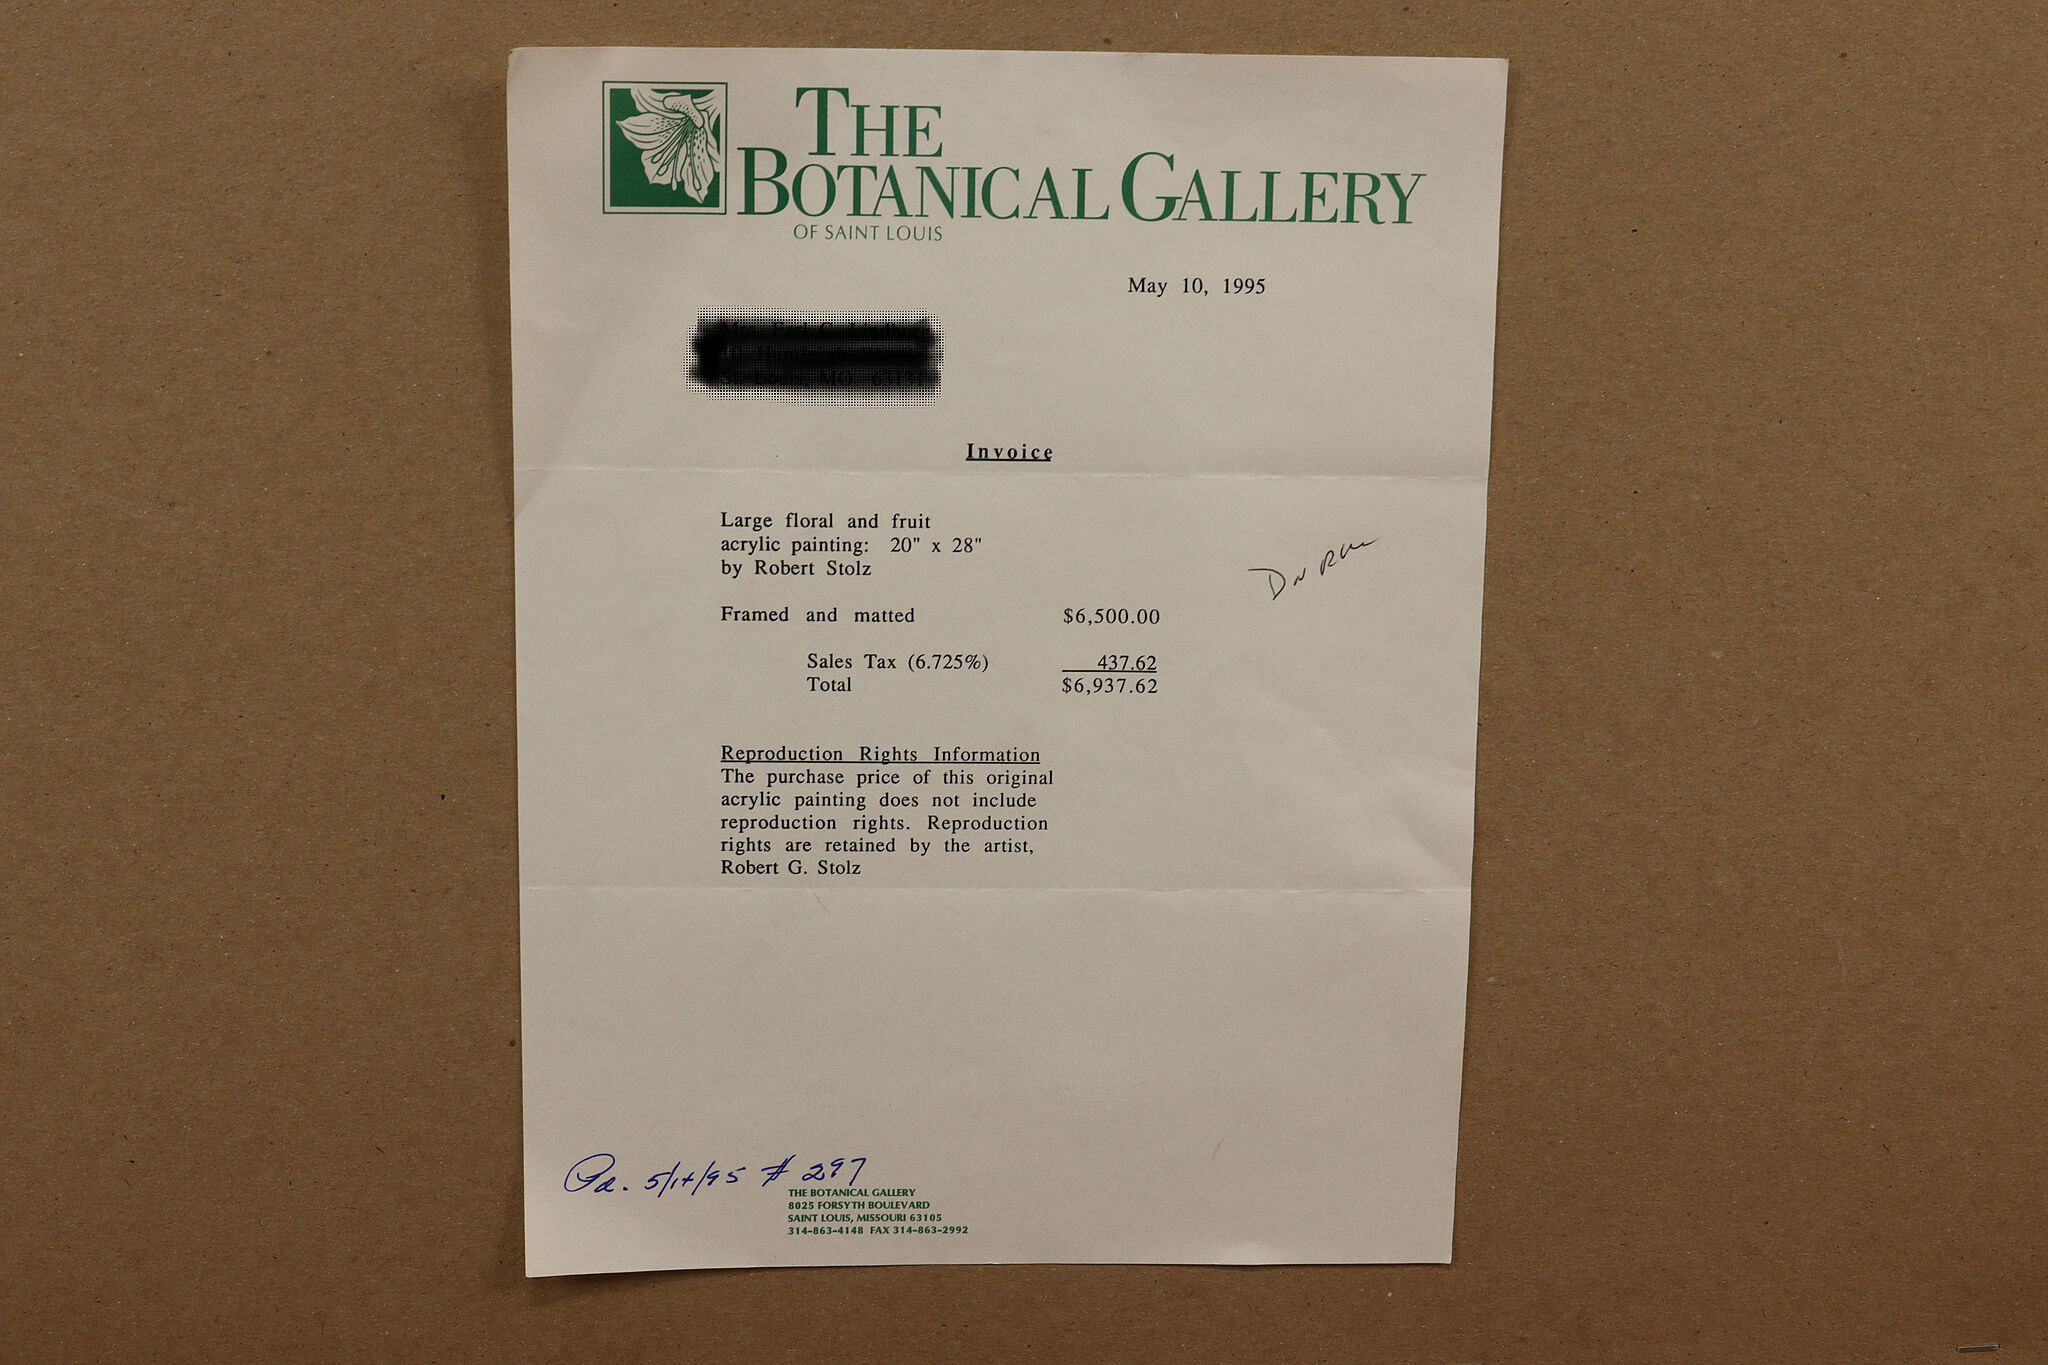 THE
BOTANICAL GALLERY
OF SAINT LOUIS
May 10, 1995
MO
Invoice
Large floral and fruit
acrylic painting: 20" x 28"
by Robert Stolz
Framed and matted $6,500.00
Sales Tax (6.725%) 437.62
Total $6,937.62
Reproduction Rights Information
The purchase price of this original
acrylic painting does not include
reproduction rights. Reproduction
rights are retained by the artist,
Robert G. Stolz
Pd. # 297
THE BOTANICAL GALLERY
8025 FORSYTH BOULEVARD
SAINT LOUIS, MISSOURI 63105
314-863-4148 FAX 314-863-2992